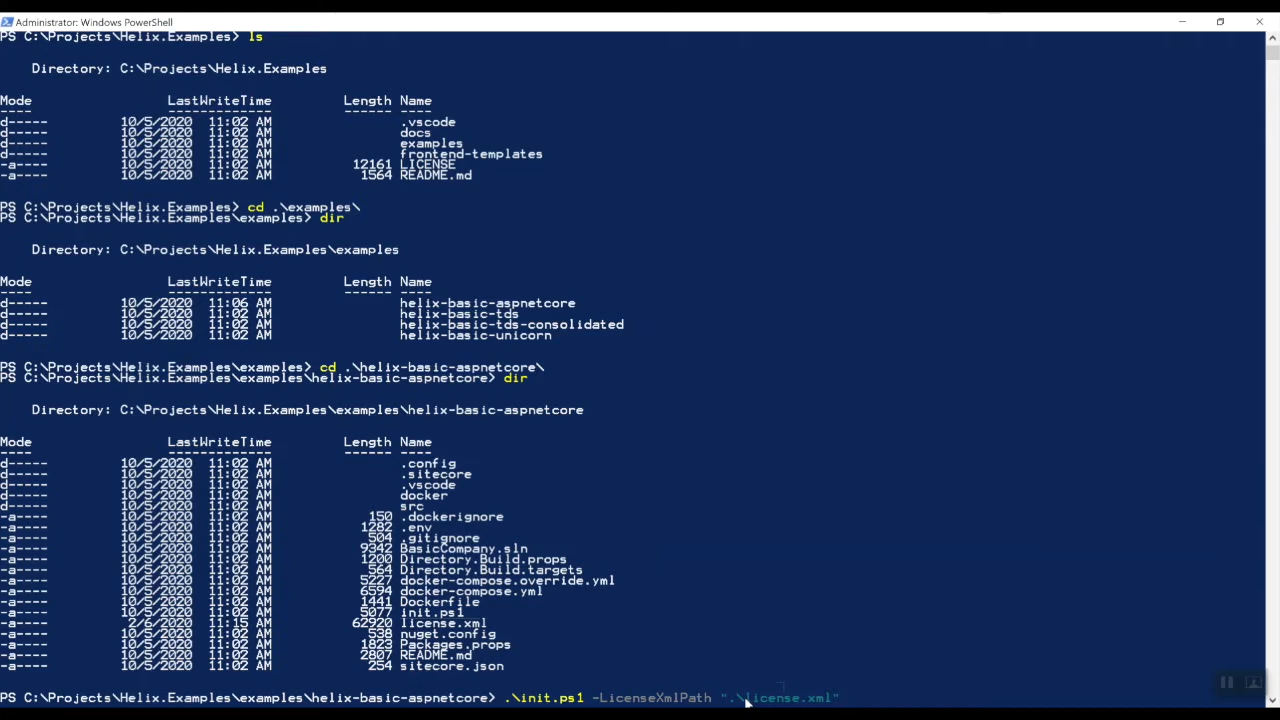 Administrator: Windows PowerShell
PS C:\Projects\Helix.Examples> ls
Directory: C:\Projects\Helix.Examples
Mode LastWriteTime Length Name
---- ------------- ------ ----
d----- 10/5/2020 11:02 AM .vscode
d----- 10/5/2020 11:02 AM docs
d----- 10/5/2020 11:02 AM examples
d----- 10/5/2020 11:02 AM frontend-templates
-a---- 10/5/2020 11:02 AM 12161 LICENSE
-a---- 10/5/2020 11:02 AM 1564 README.md
PS C:\Projects\Helix.Examples> cd .\examples\
PS C:\Projects\Helix.Examples\examples> dir
Directory: C:\Projects\Helix.Examples\examples
Mode LastWriteTime Length Name
---- ------------- ------ ----
d----- 10/5/2020 11:06 AM helix-basic-aspnetcore
d----- 10/5/2020 11:02 AM helix-basic-tds
d----- 10/5/2020 11:02 AM helix-basic-tds-consolidated
d----- 10/5/2020 11:02 AM helix-basic-unicorn
PS C:\Projects\Helix.Examples\examples> cd .\helix-basic-aspnetcore\
PS C:\Projects\Helix.Examples\examples\helix-basic-aspnetcore> dir
Directory: C:\Projects\Helix.Examples\examples\helix-basic-aspnetcore
Mode LastWriteTime Length Name
---- ------------- ------ ----
d----- 10/5/2020 11:02 AM .config
d----- 10/5/2020 11:02 AM .sitecore
d----- 10/5/2020 11:02 AM .vscode
d----- 10/5/2020 11:02 AM docker
d----- 10/5/2020 11:02 AM src
-a---- 10/5/2020 11:02 AM 150 .dockerignore
-a---- 10/5/2020 11:02 AM 1282 .env
-a---- 10/5/2020 11:02 AM 504 .gitignore
-a---- 10/5/2020 11:02 AM 9342 BasicCompany.sln
-a---- 10/5/2020 11:02 AM 1200 Directory.Build.props
-a---- 10/5/2020 11:02 AM 564 Directory.Build.targets
-a---- 10/5/2020 11:02 AM 5227 docker-compose.override.yml
-a---- 10/5/2020 11:02 AM 6594 docker-compose.yml
-a---- 10/5/2020 11:02 AM 1441 Dockerfile
-a---- 10/5/2020 11:02 AM 5077 init.ps1
-a---- 2/6/2020 11:15 AM 62920 license.xml
-a---- 10/5/2020 11:02 AM 538 nuget.config
-a---- 10/5/2020 11:02 AM 1823 Packages.props
-a---- 10/5/2020 11:02 AM 2807 README.md
-a---- 10/5/2020 11:02 AM 254 sitecore.json
PS C:\Projects\Helix.Examples\examples\helix-basic-aspnetcore> .\init.ps1 -LicenseXmlPath ".\license.xml"